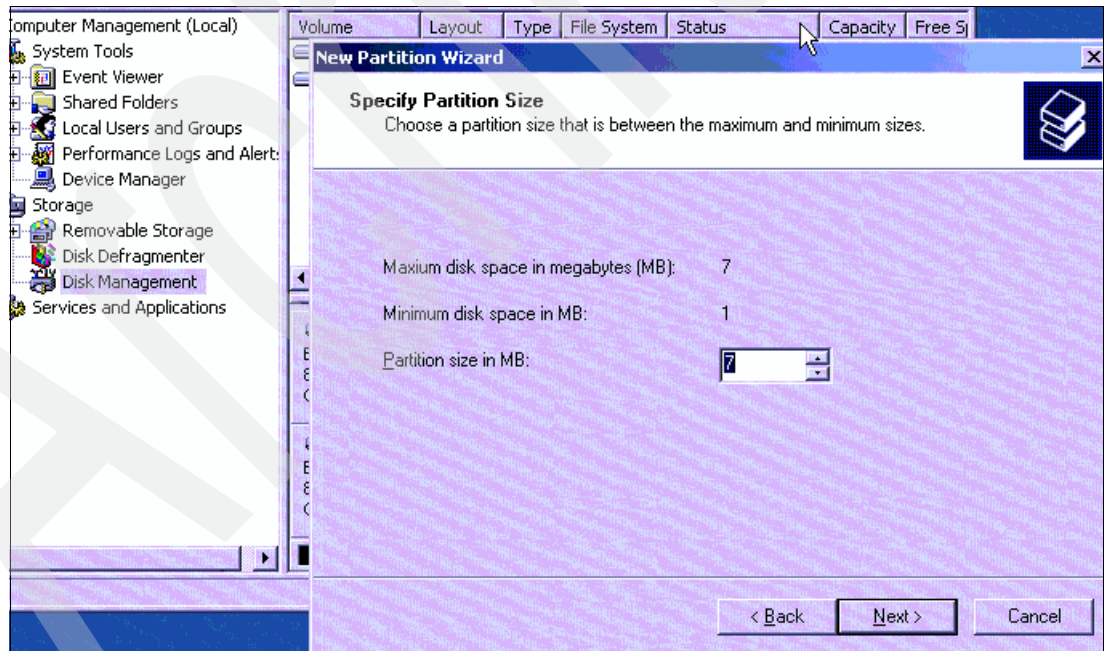 Computer Management (Local)
System Tools
Event Viewer
Shared Folders
Local Users and Groups
Performance Logs and Alert
Device Manager
Storage
Removable Storage
Disk Defragmenter
Disk Management
Services and Applications
Volume Layout Type File System Status Capacity Free S
New Partition Wizard
Specify Partition Size
Choose a partition size that is between the maximum and minimum sizes.
Maxium disk space in megabytes (MB): 7
Minimum disk space in MB: 1
Partition size in MB: 7
< Back Next > Cancel